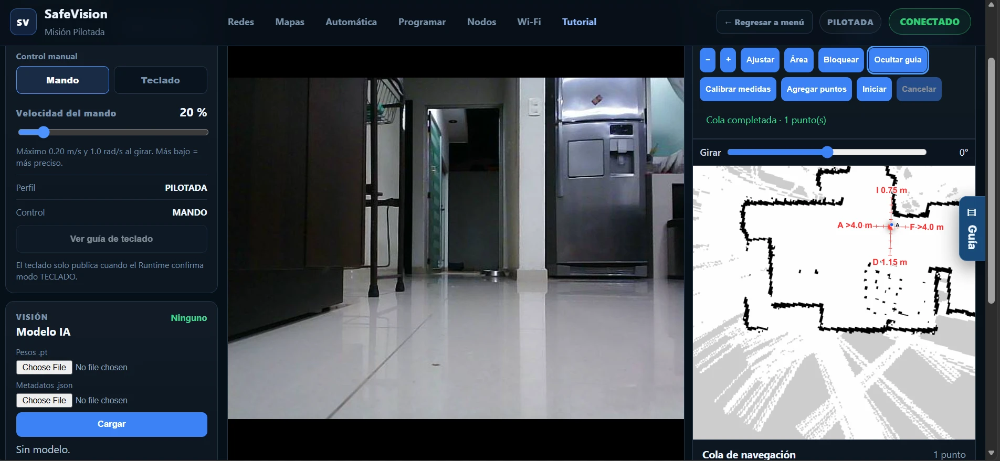 SV
SafeVision
Misión Pilotada
Redes
Mapas
Automática
Programar
Nodos
Wi-Fi
Tutorial
← Regresar a menú
PILOTADA
CONECTADO
Control manual
Mando
Teclado
Velocidad del mando
20 %
Máximo 0.20 m/s y 1.0 rad/s al girar. Más bajo =
más preciso.
Perfil
PILOTADA
Control
MANDO
Ver guía de teclado
El teclado solo publica cuando el Runtime confirma
modo TECLADO.
VISIÓN
Ninguno
Modelo IA
Pesos .pt
Choose File No file chosen
Metadatos .json
Choose File No file chosen
Cargar
Sin modelo.
−
+
Ajustar
Área
Bloquear
Ocultar guía
Calibrar medidas
Agregar puntos
Iniciar
Cancelar
Cola completada · 1 punto(s)
Girar
0°
I 0.75 m
A >4.0 m
A
F >4.0 m
D 1.15 m
Guía
Cola de navegación
1 punto